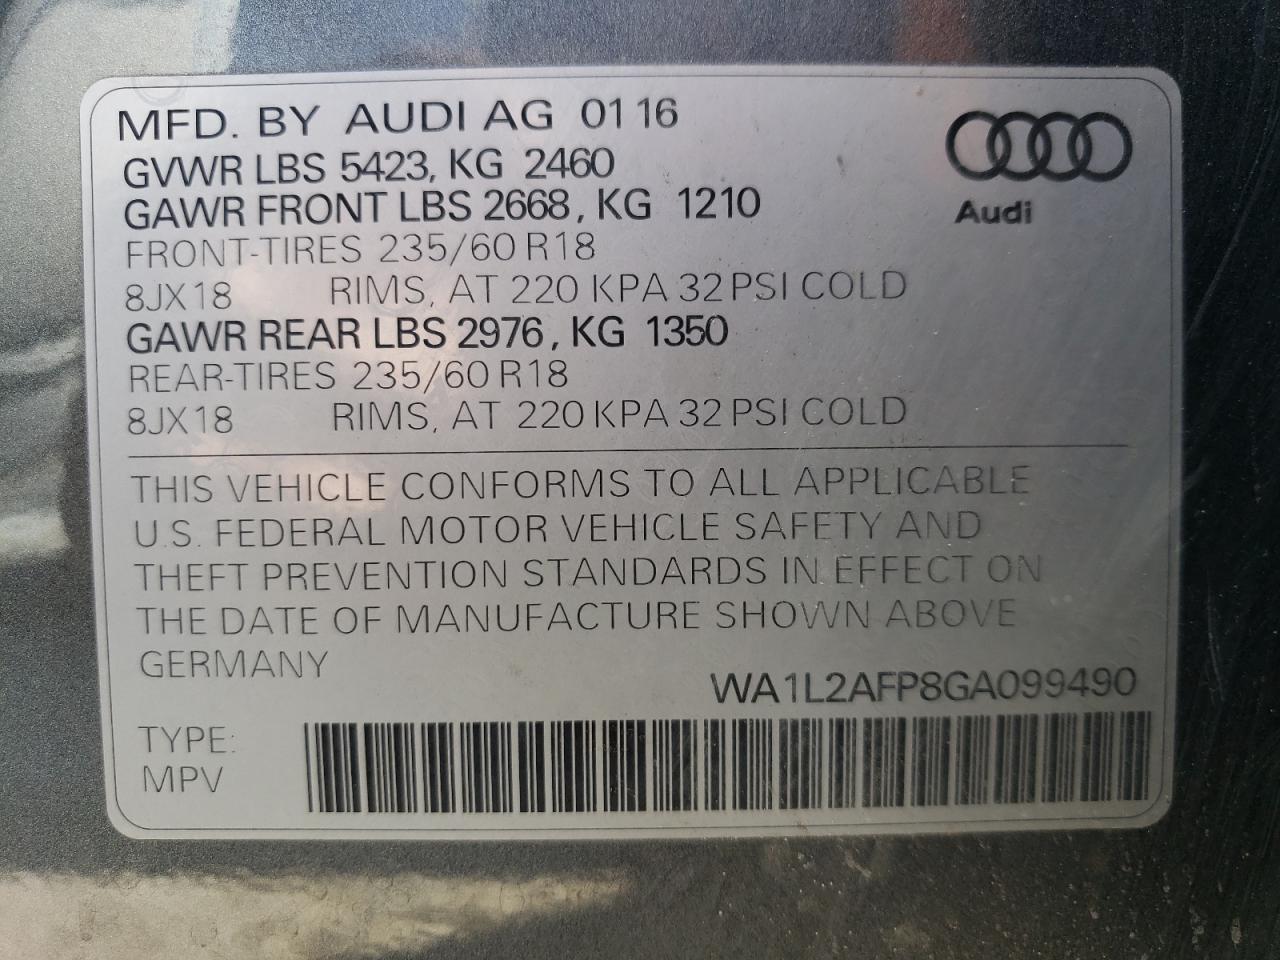 MFD. BY AUDI AG 01 16
GVWR LBS 5423, KG 2460
GAWR FRONT LBS 2668, KG 1210
FRONT-TIRES 235/60 R18
8JX18 RIMS, AT 220 KPA 32 PSI COLD
GAWR REAR LBS 2976, KG 1350
REAR-TIRES 235/60 R18
8JX18 RIMS, AT 220 KPA 32 PSI COLD
Audi
THIS VEHICLE CONFORMS TO ALL APPLICABLE
U.S. FEDERAL MOTOR VEHICLE SAFETY AND
THEFT PREVENTION STANDARDS IN EFFECT ON
THE DATE OF MANUFACTURE SHOWN ABOVE
GERMANY
WA1L2AFP8GA099490
TYPE:
MPV